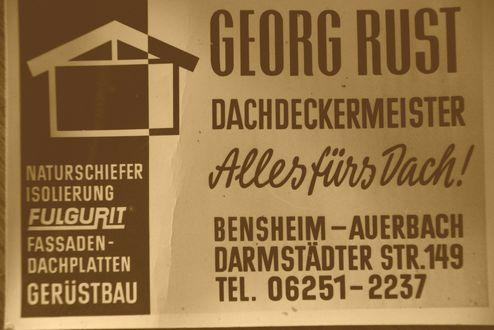 GEORG RUST
DACHDECKERMEISTER
Alles fürs Dach!
BENSHEIM-AUERBACH
DARMSTÄDTER STR.149
TEL. 06251-2237
NATURSCHIEFER
ISOLIERUNG
FULGURIT
FASSADEN-
DACHPLATTEN
GERÜSTBAU